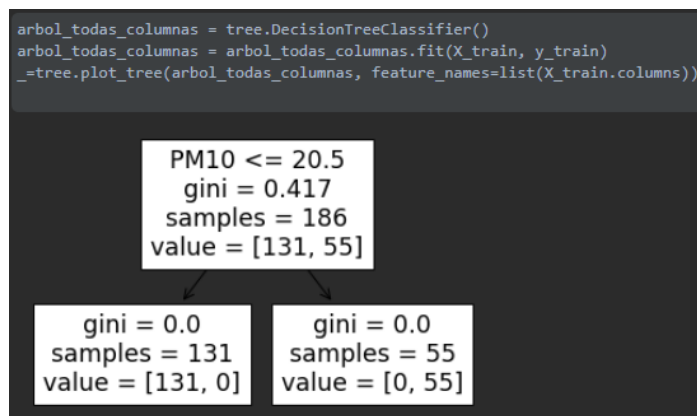 arbol_todas_columnas = tree.DecisionTreeClassifier()
arbol_todas_columnas = arbol_todas_columnas.fit(X_train, y_train)
_=tree.plot_tree(arbol_todas_columnas, feature_names=list(X_train.columns))
PM10 <= 20.5
gini = 0.417
samples = 186
value = [131, 55]
gini = 0.0
samples = 131
value = [131, 0]
gini = 0.0
samples = 55
value = [0, 55]